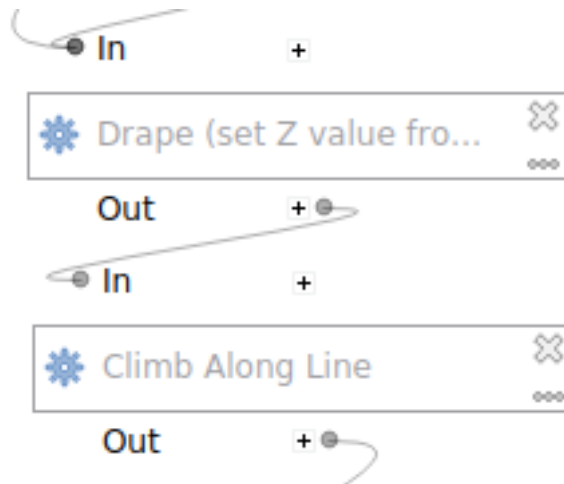 In
Drape (set Z value fro...
Out
In
Climb Along Line
Out